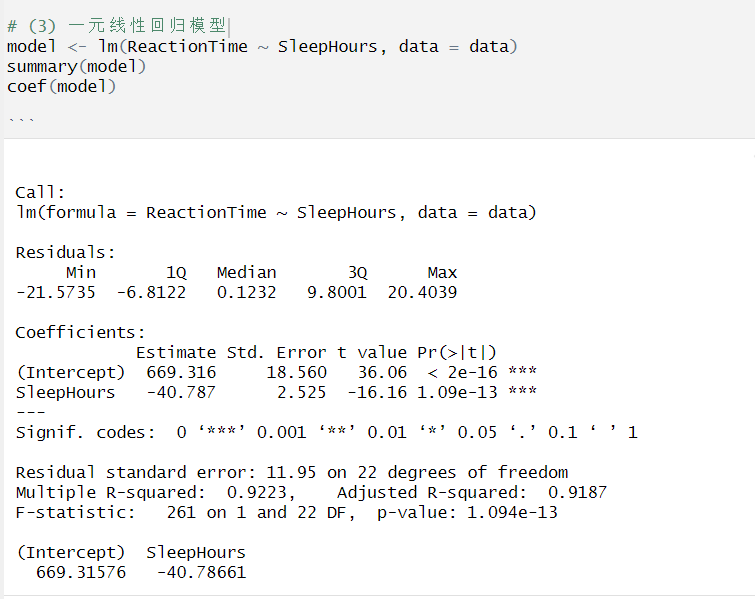 # (3) 一元线性回归模型
model <- lm(ReactionTime ~ SleepHours, data = data)
summary(model)
coef(model)
```
Call:
lm(formula = ReactionTime ~ SleepHours, data = data)
Residuals:
     Min       1Q   Median       3Q      Max
-21.5735  -6.8122   0.1232   9.8001  20.4039
Coefficients:
            Estimate Std. Error t value Pr(>|t|)
(Intercept)  669.316     18.560   36.06  < 2e-16 ***
SleepHours   -40.787      2.525  -16.16 1.09e-13 ***
---
Signif. codes:  0 ‘***’ 0.001 ‘**’ 0.01 ‘*’ 0.05 ‘.’ 0.1 ‘ ’ 1
Residual standard error: 11.95 on 22 degrees of freedom
Multiple R-squared:  0.9223,    Adjusted R-squared:  0.9187
F-statistic:   261 on 1 and 22 DF,  p-value: 1.094e-13
(Intercept)  SleepHours
  669.31576   -40.78661